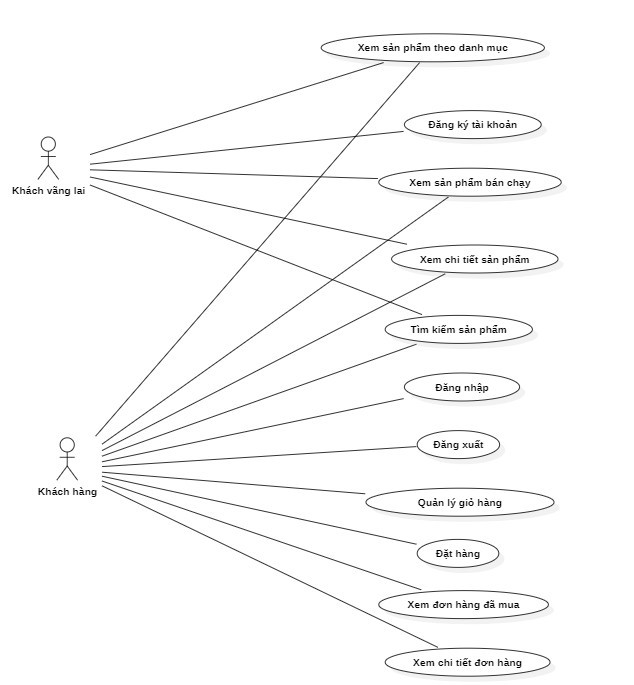 Xem sản phẩm theo danh mục
Đăng ký tài khoản
Khách vãng lai
Xem sản phẩm bán chạy
Xem chi tiết sản phẩm
Tìm kiếm sản phẩm
Đăng nhập
Đăng xuất
Khách hàng
Quản lý giỏ hàng
Đặt hàng
Xem đơn hàng đã mua
Xem chi tiết đơn hàng